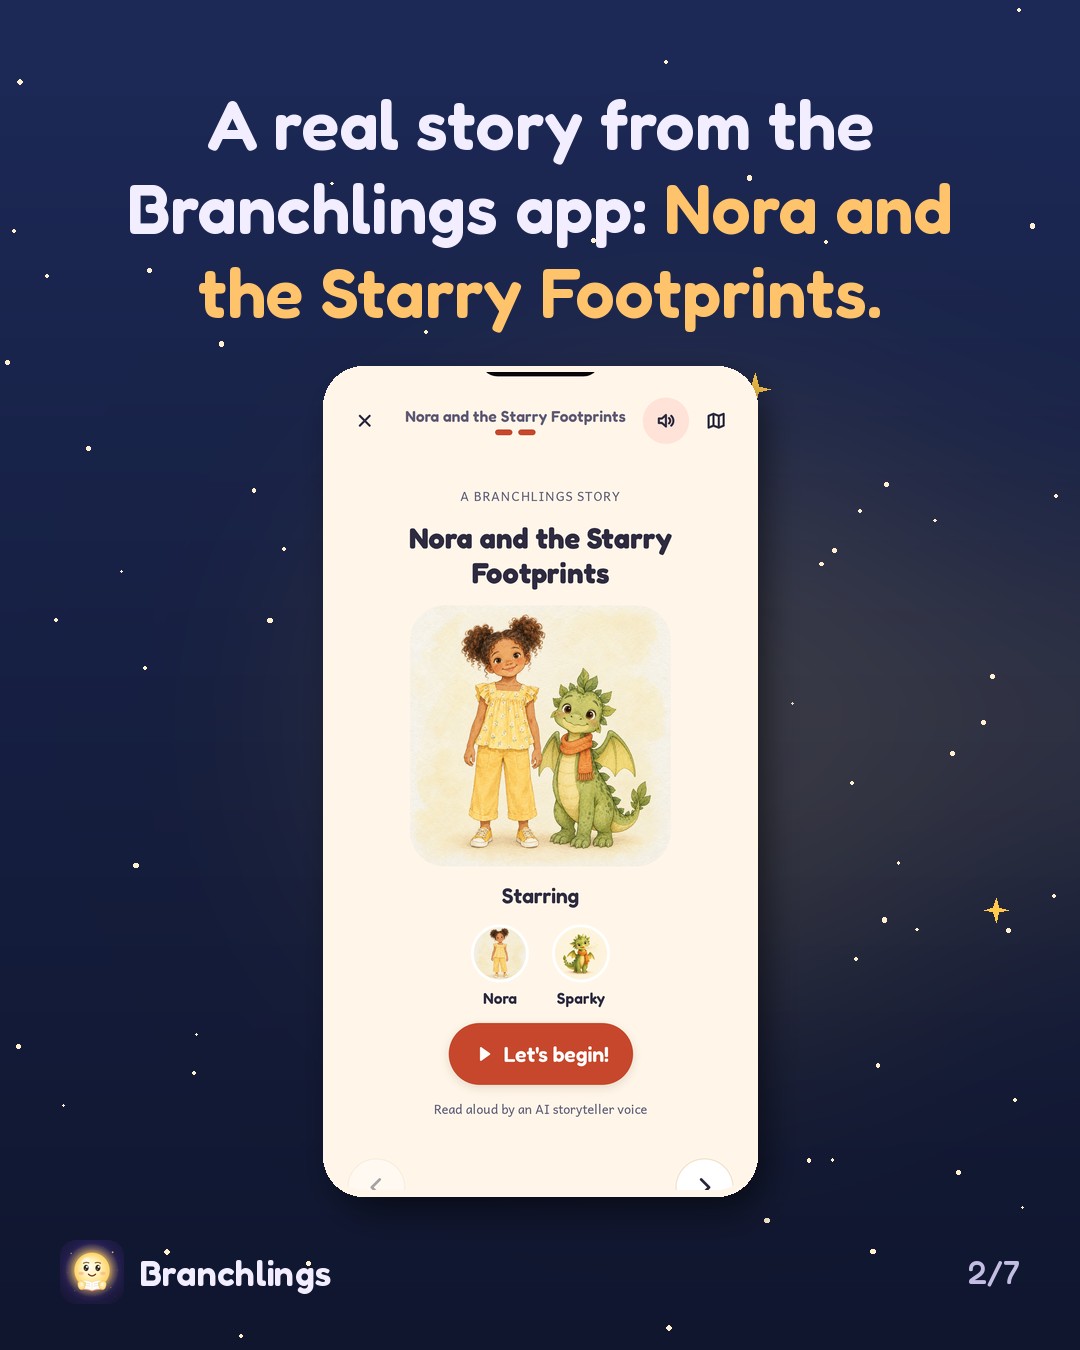 A real story from the
Branchlings app: Nora and
the Starry Footprints.
Nora and the Starry Footprints
A BRANCHLINGS STORY
Nora and the Starry
Footprints
Starring
Nora
Sparky
Let's begin!
Read aloud by an AI storyteller voice
Branchlings
2/7